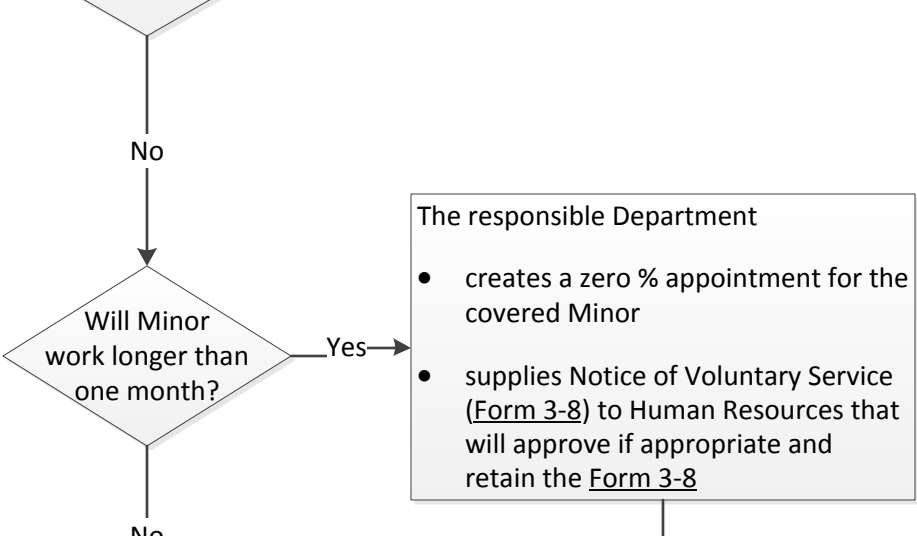 No
The responsible Department
● creates a zero % appointment for the
covered Minor
Will Minor
work longer than
one month?
Yes
● supplies Notice of Voluntary Service
(Form 3-8) to Human Resources that
will approve if appropriate and
retain the Form 3-8
No